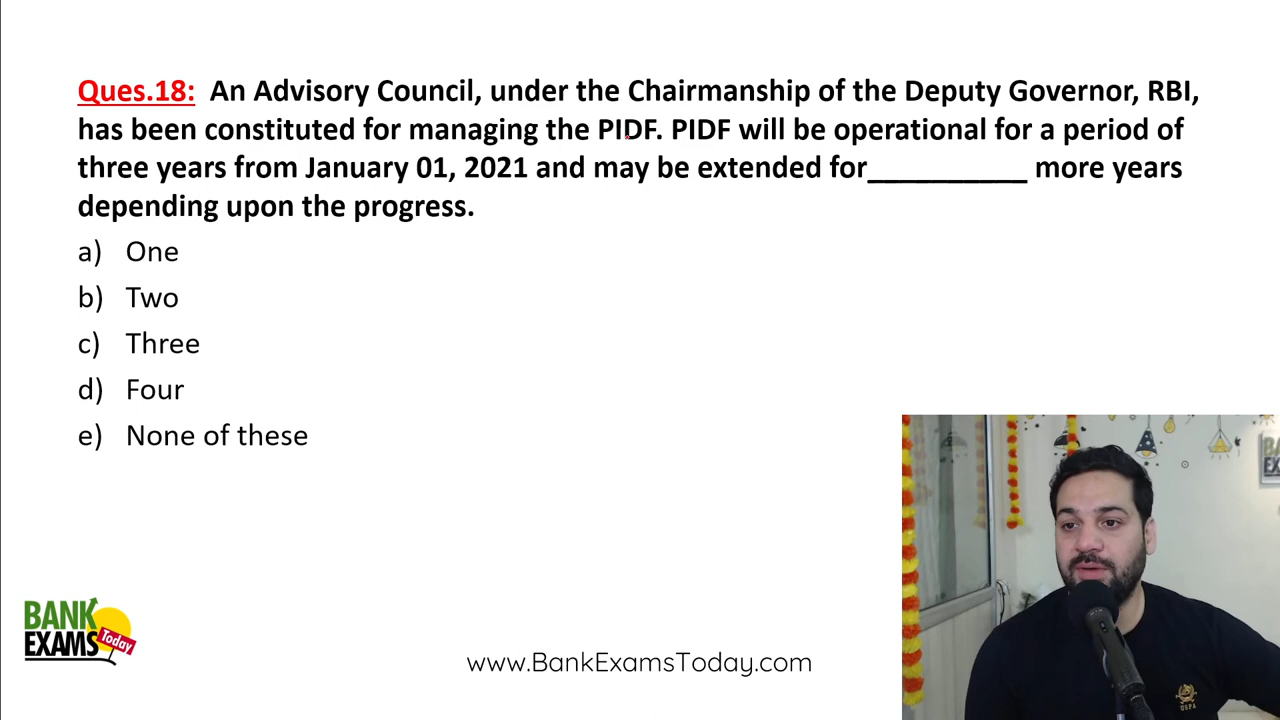 Ques.18: An Advisory Council, under the Chairmanship of the Deputy Governor, RBI,
has been constituted for managing the PIDF. PIDF will be operational for a period of
three years from January 01, 2021 and may be extended for__________ more years
depending upon the progress.
a) One
b) Two
c) Three
d) Four
e) None of these
BANK
EXAMS
Today
www.BankExamsToday.com